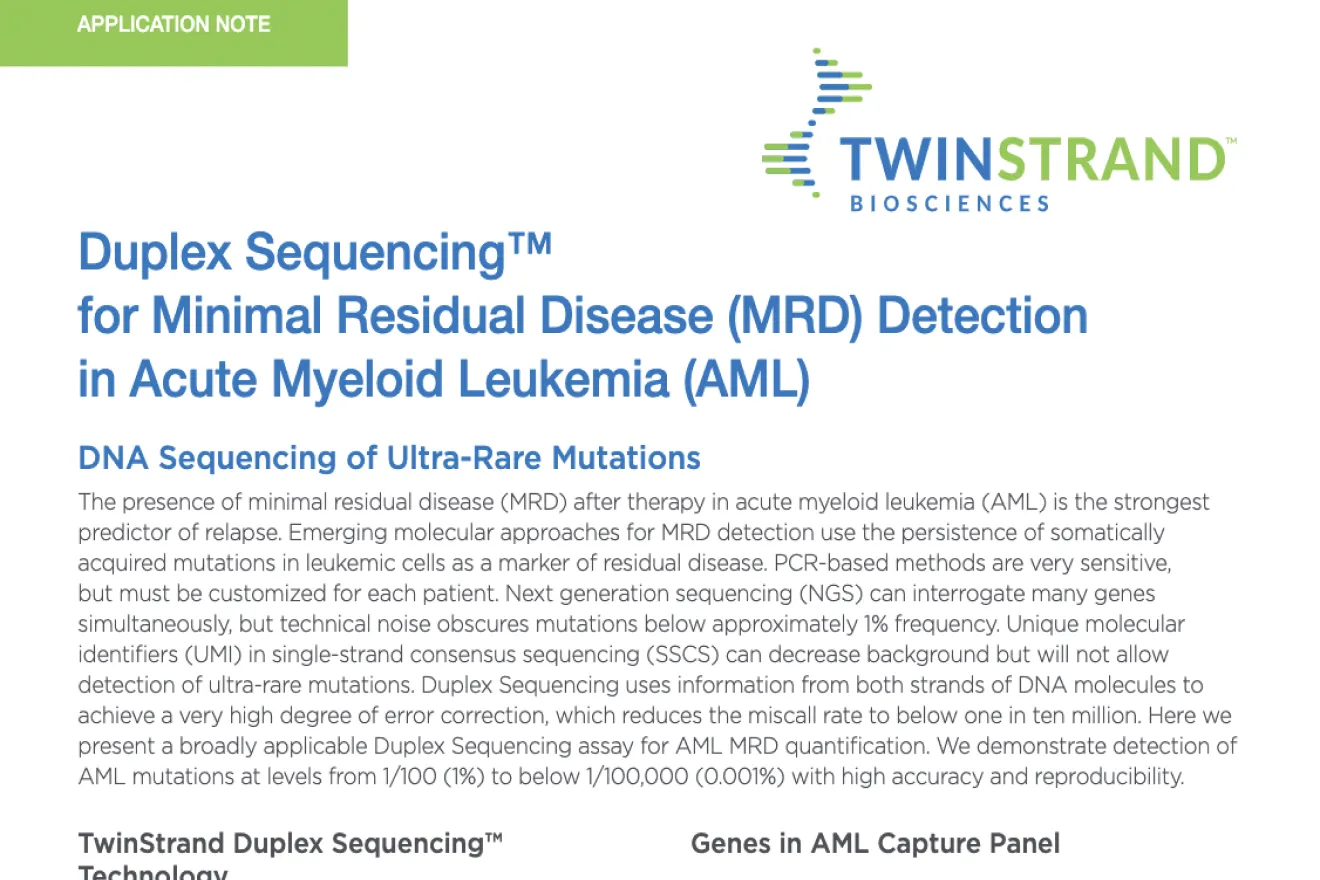 APPLICATION NOTE
TWINSTRAND™
BIOSCIENCES
Duplex Sequencing™
for Minimal Residual Disease (MRD) Detection
in Acute Myeloid Leukemia (AML)
DNA Sequencing of Ultra-Rare Mutations
The presence of minimal residual disease (MRD) after therapy in acute myeloid leukemia (AML) is the strongest
predictor of relapse. Emerging molecular approaches for MRD detection use the persistence of somatically
acquired mutations in leukemic cells as a marker of residual disease. PCR-based methods are very sensitive,
but must be customized for each patient. Next generation sequencing (NGS) can interrogate many genes
simultaneously, but technical noise obscures mutations below approximately 1% frequency. Unique molecular
identifiers (UMI) in single-strand consensus sequencing (SSCS) can decrease background but will not allow
detection of ultra-rare mutations. Duplex Sequencing uses information from both strands of DNA molecules to
achieve a very high degree of error correction, which reduces the miscall rate to below one in ten million. Here we
present a broadly applicable Duplex Sequencing assay for AML MRD quantification. We demonstrate detection of
AML mutations at levels from 1/100 (1%) to below 1/100,000 (0.001%) with high accuracy and reproducibility.
TwinStrand Duplex Sequencing™
Technology
Genes in AML Capture Panel